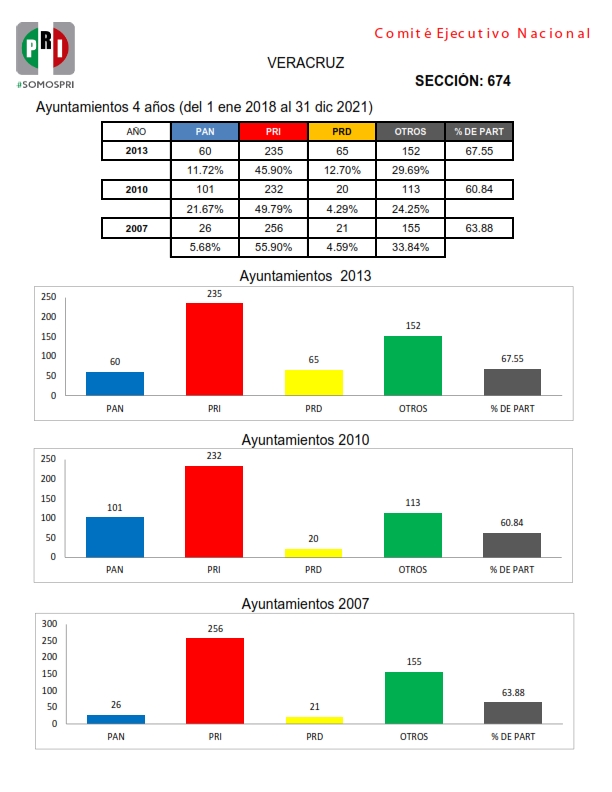 PRI
#SOMOSPRI
Comité Ejecutivo Nacional
VERACRUZ
SECCIÓN: 674
Ayuntamientos 4 años (del 1 ene 2018 al 31 dic 2021)
AÑO PAN PRI PRD OTROS % DE PART
2013 60 235 65 152 67.55
11.72% 45.90% 12.70% 29.69%
2010 101 232 20 113 60.84
21.67% 49.79% 4.29% 24.25%
2007 26 256 21 155 63.88
5.68% 55.90% 4.59% 33.84%
Ayuntamientos 2013
250
200
150
100
50
0
60 235 65 152 67.55
PAN PRI PRD OTROS % DE PART
Ayuntamientos 2010
250
200
150
100
50
0
101 232 20 113 60.84
PAN PRI PRD OTROS % DE PART
Ayuntamientos 2007
300
250
200
150
100
50
0
26 256 21 155 63.88
PAN PRI PRD OTROS % DE PART